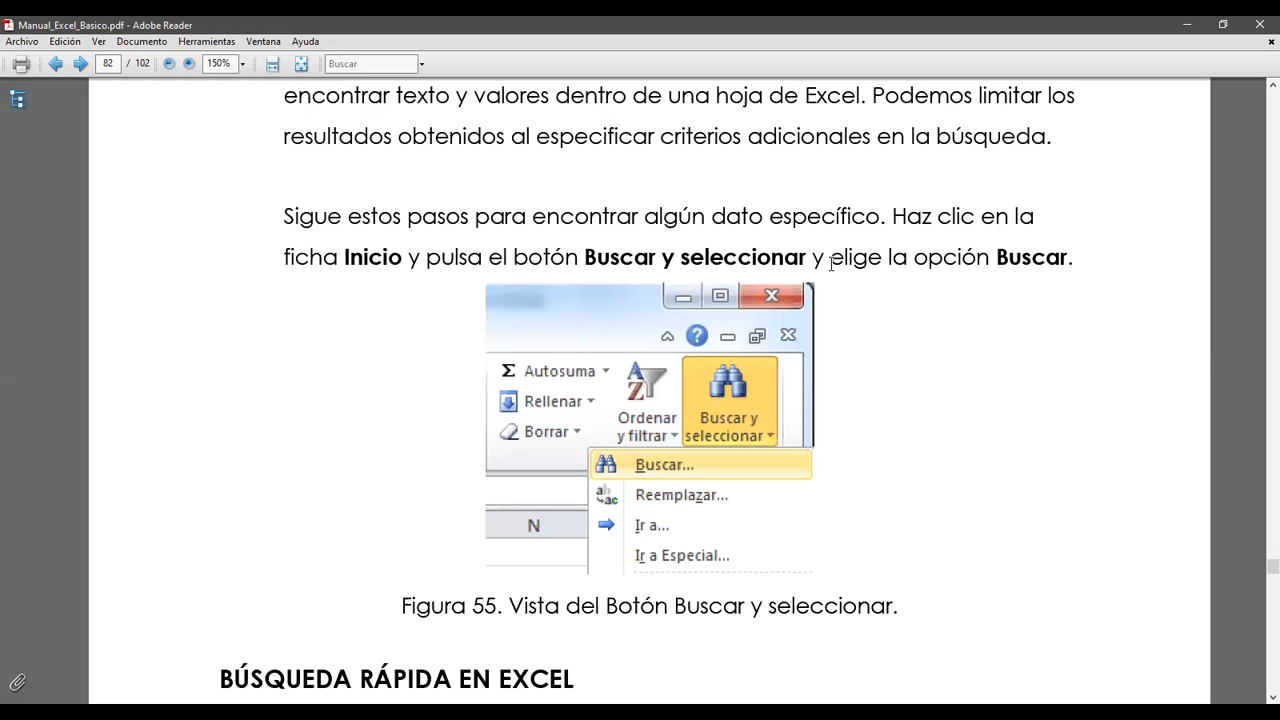 Manual_Excel_Basico.pdf - Adobe Reader
Archivo Edición Ver Documento Herramientas Ventana Ayuda
82 / 102 150% Buscar
encontrar texto y valores dentro de una hoja de Excel. Podemos limitar los
resultados obtenidos al especificar criterios adicionales en la búsqueda.
Sigue estos pasos para encontrar algún dato específico. Haz clic en la
ficha Inicio y pulsa el botón Buscar y seleccionar y elige la opción Buscar.
Σ Autosuma
Rellenar
Borrar
Ordenar
y filtrar
Buscar y
seleccionar
Buscar...
Reemplazar...
Ir a...
Ir a Especial...
N
Figura 55. Vista del Botón Buscar y seleccionar.
BÚSQUEDA RÁPIDA EN EXCEL